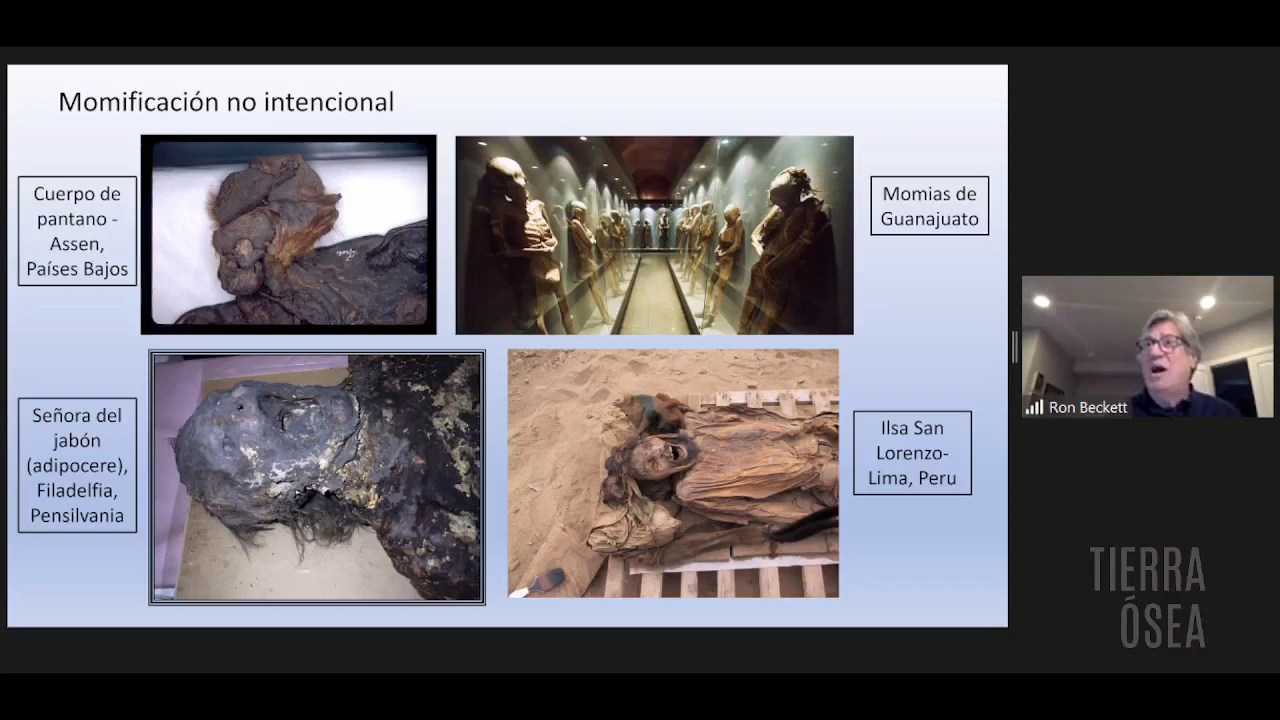 Momificación no intencional
Cuerpo de
pantano -
Assen,
Países Bajos
Momias de
Guanajuato
Señora del
jabón
(adipocere),
Filadelfia,
Pensilvania
Ilsa San
Lorenzo-
Lima, Peru
Ron Beckett
TIERRA
ÓSEA